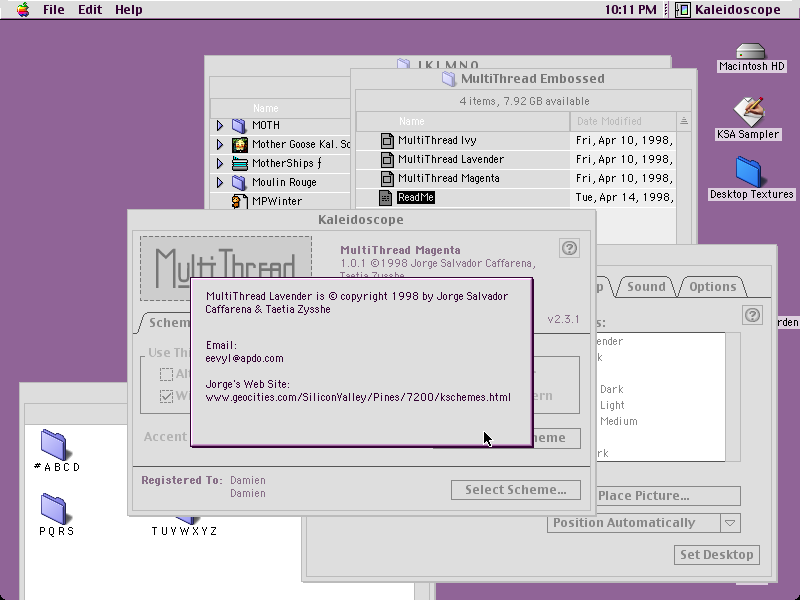 File Edit Help
10:11 PM Kaleidoscope
Macintosh HD
KSA Sampler
Desktop Textures
I J K L M N O
Name
MOTH
Mother Goose Kal. Sc
MotherShips ƒ
Moulin Rouge
MPWinter
MultiThread Embossed
4 items, 7.92 GB available
Name Date Modified
MultiThread Ivy Fri, Apr 10, 1998,
MultiThread Lavender Fri, Apr 10, 1998,
MultiThread Magenta Fri, Apr 10, 1998,
ReadMe Tue, Apr 14, 1998,
Kaleidoscope
MultiThread
MultiThread Magenta
1.0.1 ©1998 Jorge Salvador Caffarena,
Taetia Zysshe
v2.3.1
Schem
Use Th
Al
Wi
ern
Accent
heme
MultiThread Lavender is © copyright 1998 by Jorge Salvador
Caffarena & Taetia Zysshe
Email:
eevyl@apdo.com
Jorge's Web Site:
www.geocities.com/SiliconValley/Pines/7200/kschemes.html
Registered To: Damien
Damien
Select Scheme...
p Sound Options
s:
ender
k
Dark
Light
Medium
rk
Place Picture...
Position Automatically
Set Desktop
rden
#ABCD
PQRS
TUVWXYZ